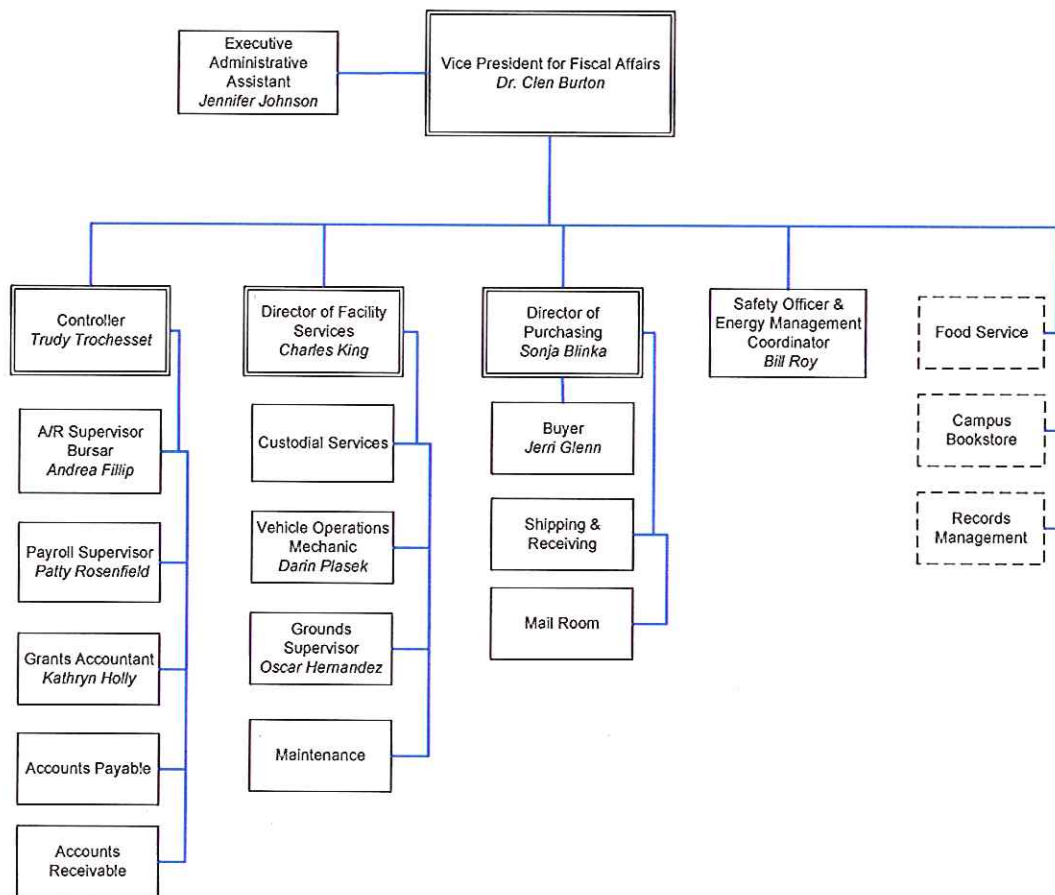 Executive
Administrative
Assistant
Jennifer Johnson
Vice President for Fiscal Affairs
Dr. Clen Burton
Controller
Trudy Trochesset
Director of Facility
Services
Charles King
Director of
Purchasing
Sonja Blinka
Safety Officer &
Energy Management
Coordinator
Bill Roy
Food Service
A/R Supervisor
Bursar
Andrea Fillip
Custodial Services
Buyer
Jerri Glenn
Campus
Bookstore
Payroll Supervisor
Patty Rosenfield
Vehicle Operations
Mechanic
Darin Plasek
Shipping &
Receiving
Records
Management
Grants Accountant
Kathryn Holly
Grounds
Supervisor
Oscar Hernandez
Mail Room
Accounts Payable
Maintenance
Accounts
Receivable